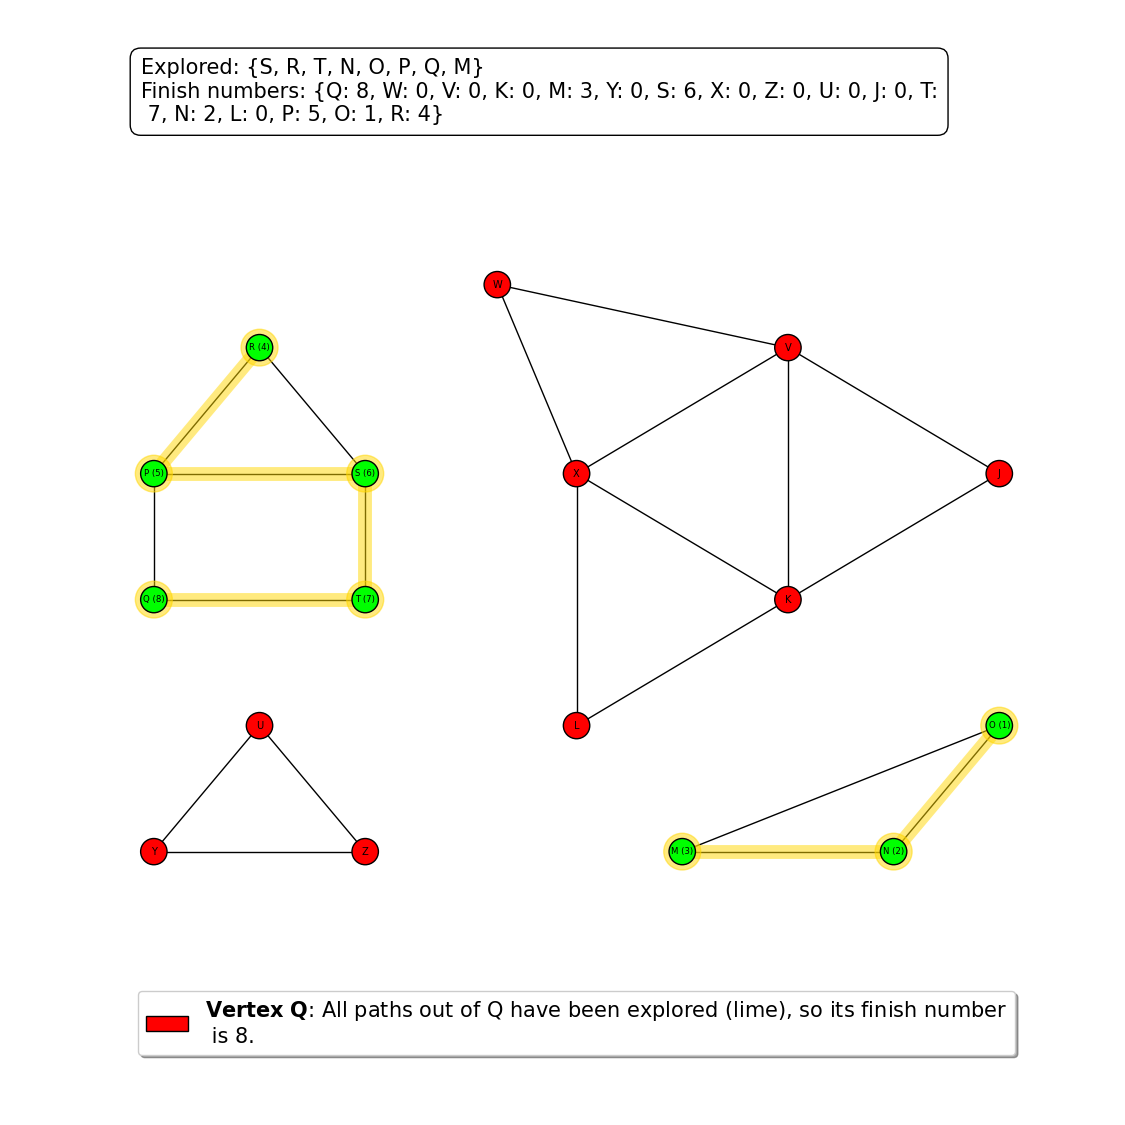 Explored: {S, R, T, N, O, P, Q, M}
Finish numbers: {Q: 8, W: 0, V: 0, K: 0, M: 3, Y: 0, S: 6, X: 0, Z: 0, U: 0, J: 0, T:
7, N: 2, L: 0, P: 5, O: 1, R: 4}
W
R (4)
V
P (5)
S (6)
X
J
Q (8)
T (7)
K
U
L
O (1)
Y
Z
M (3)
N (2)
Vertex Q: All paths out of Q have been explored (lime), so its finish number
is 8.